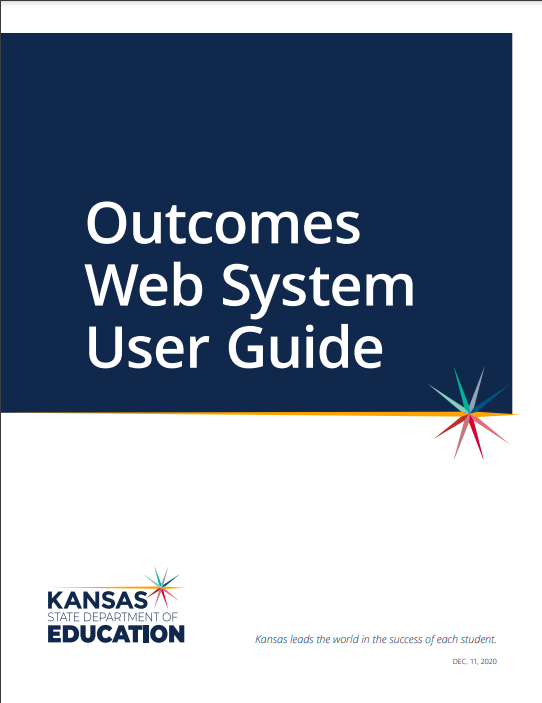 Outcomes
Web System
User Guide
KANSAS
STATE DEPARTMENT OF
EDUCATION
Kansas leads the world in the success of each student.
DEC. 11, 2020